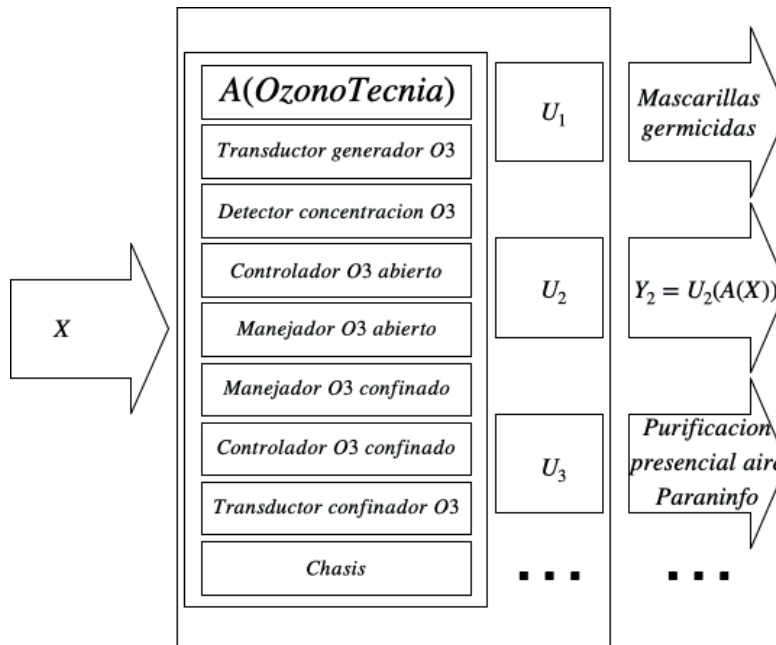 A(OzonoTecnia)
Transductor generador O3
Detector concentracion O3
Controlador O3 abierto
Manejador O3 abierto
Manejador O3 confinado
Controlador O3 confinado
Transductor confinador O3
Chasis
X
U₁
U₂
U₃
. . .
Mascarillas
germicidas
Y₂ = U₂(A(X))
Purificacion
presencial aire
Paraninfo
. . .